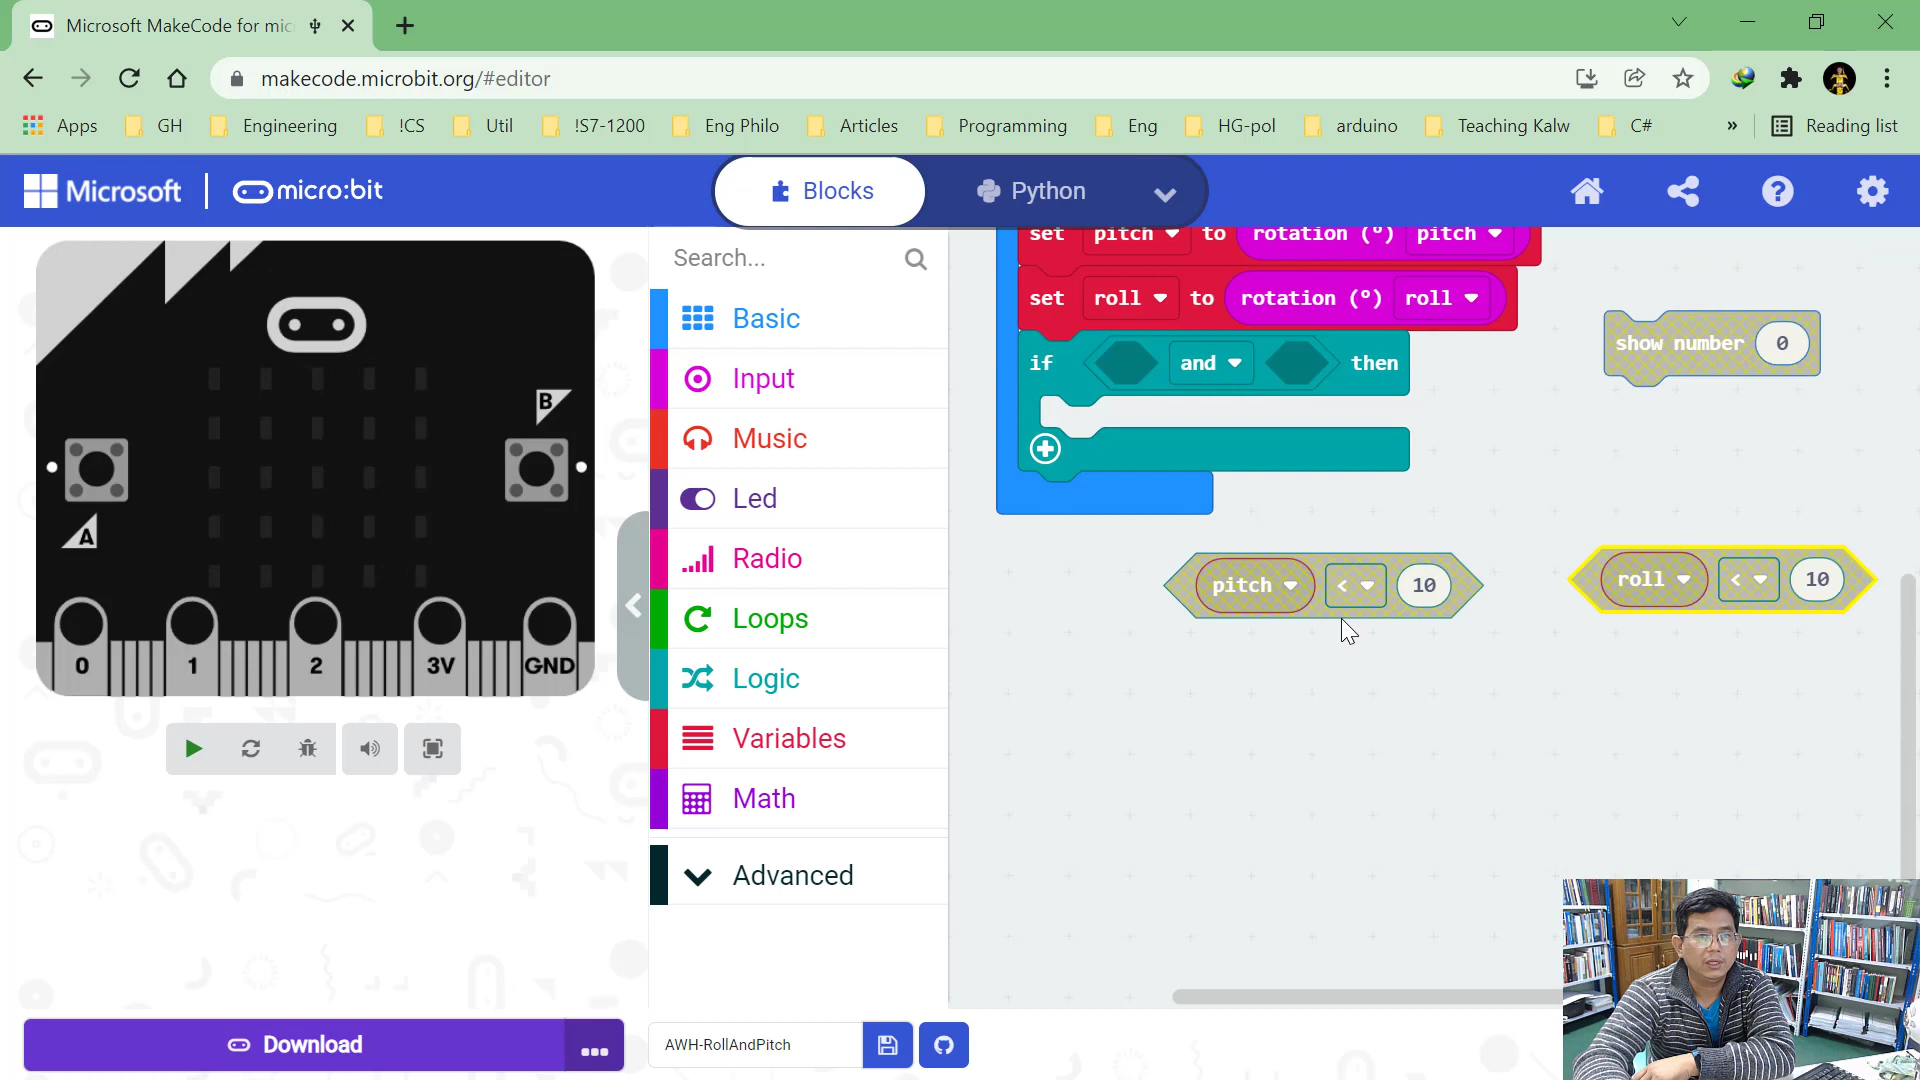 Microsoft MakeCode for mic
makecode.microbit.org/#editor
Apps GH Engineering !CS Util !S7-1200 Eng Philo Articles Programming Eng HG-pol arduino Teaching Kalw C# » Reading list
Microsoft micro:bit Blocks Python
Search...
Basic
Input
Music
Led
Radio
Loops
Logic
Variables
Math
Advanced
set pitch to rotation (°) pitch
set roll to rotation (°) roll
if and then
show number 0
pitch < 10
roll < 10
B
A
0 1 2 3V GND
Download ...
AWH-RollAndPitch